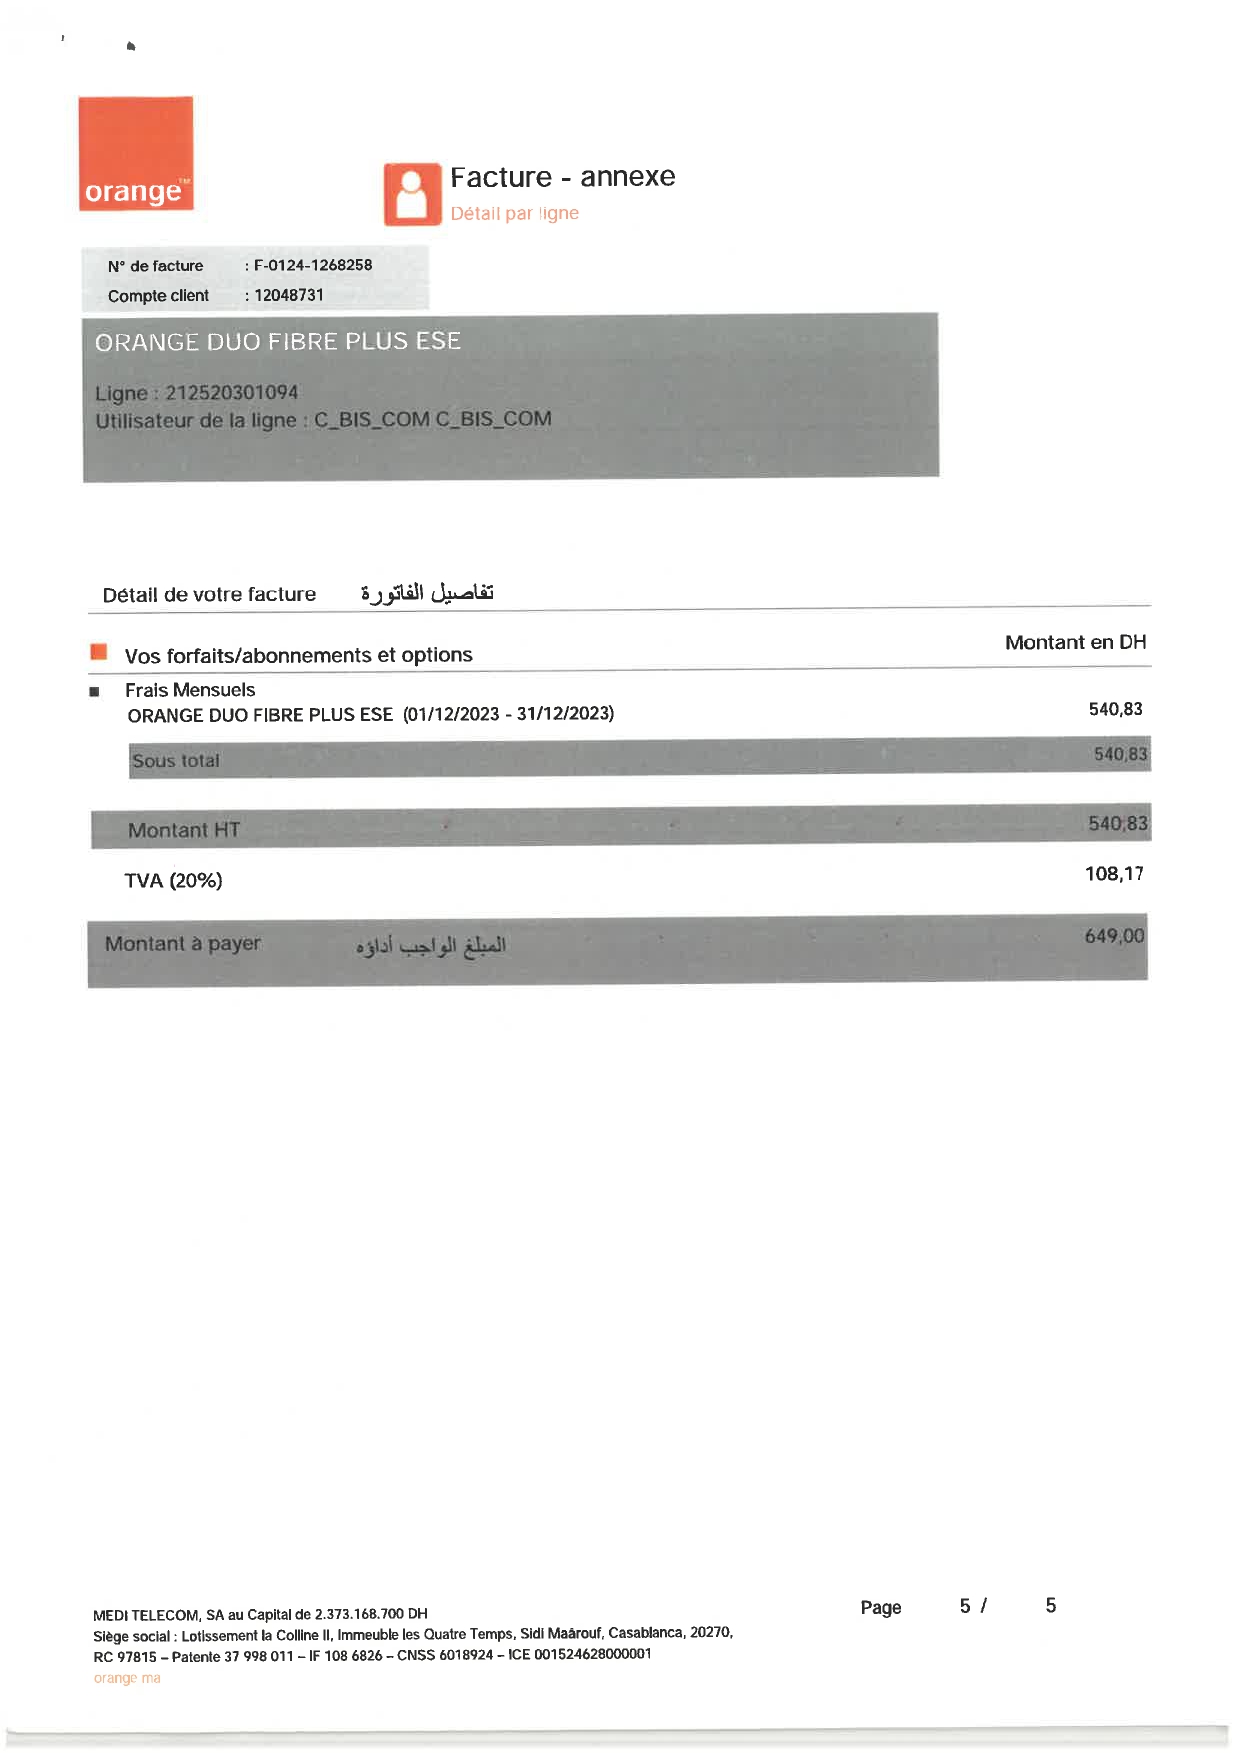 orange™
Facture - annexe
Détail par ligne
N° de facture : F-0124-1268258
Compte client : 12048731
ORANGE DUO FIBRE PLUS ESE
Ligne : 212520301094
Utilisateur de la ligne : C_BIS_COM C_BIS_COM
Détail de votre facture تفاصيل الفاتورة
Montant en DH
Vos forfaits/abonnements et options
Frais Mensuels
ORANGE DUO FIBRE PLUS ESE (01/12/2023 - 31/12/2023) 540,83
Sous total 540,83
Montant HT 540,83
TVA (20%) 108,17
Montant à payer المبلغ الواجب أداؤه 649,00
MEDI TELECOM, SA au Capital de 2.373.168.700 DH
Page 5 / 5
Siège social : Lotissement la Colline II, Immeuble les Quatre Temps, Sidi Maârouf, Casablanca, 20270,
RC 97815 – Patente 37 998 011 – IF 108 6826 – CNSS 6018924 – ICE 001524628000001
orange ma